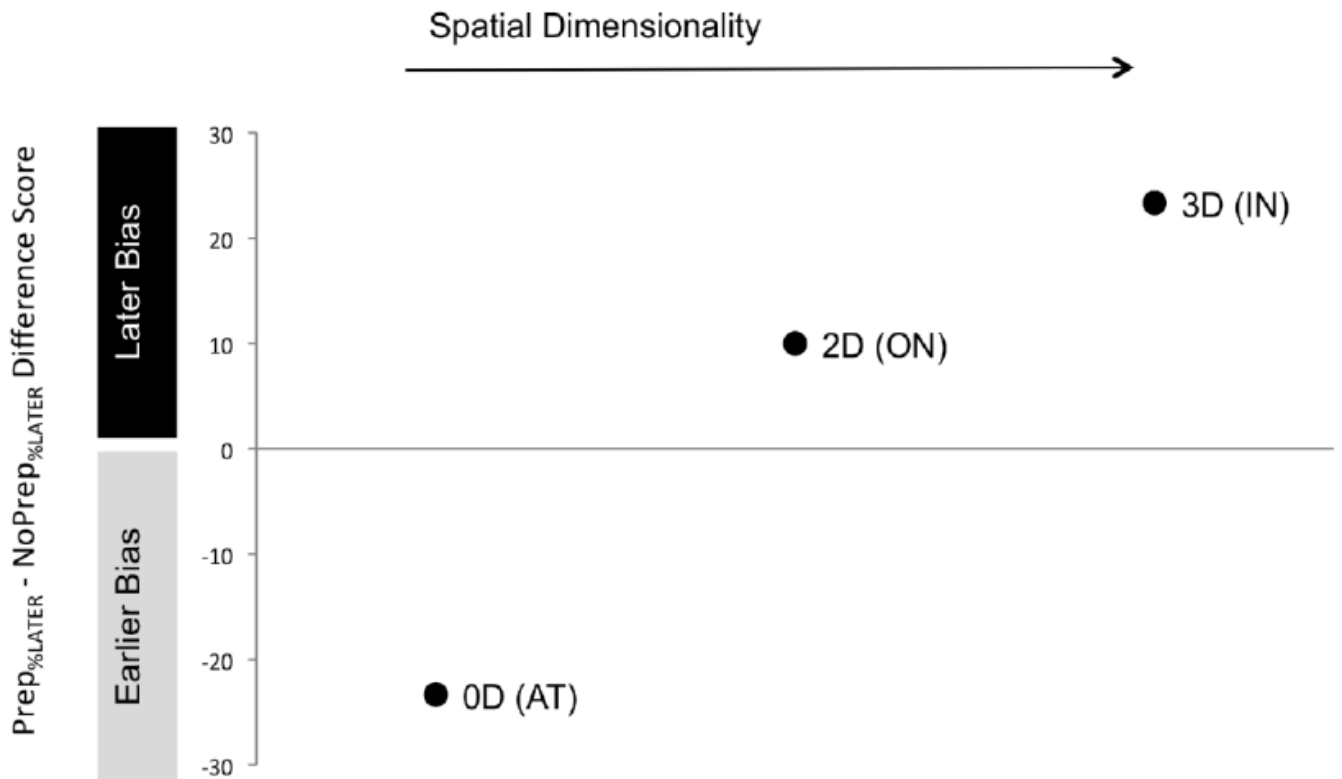 Spatial Dimensionality
Prep%LATER - NoPrep%LATER Difference Score
Later Bias
Earlier Bias
30
20
10
0
-10
-20
-30
3D (IN)
2D (ON)
0D (AT)